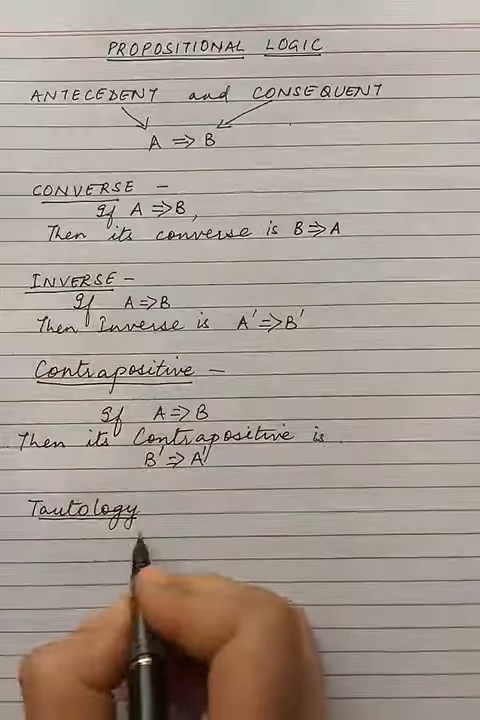 PROPOSITIONAL LOGIC
ANTECEDENT and CONSEQUENT
A ⇒ B
CONVERSE –
If A ⇒ B,
Then its converse is B ⇒ A
INVERSE –
If A ⇒ B
Then Inverse is A' ⇒ B'
Contrapositive –
If A ⇒ B
Then its Contrapositive is
B' ⇒ A'
Tautology